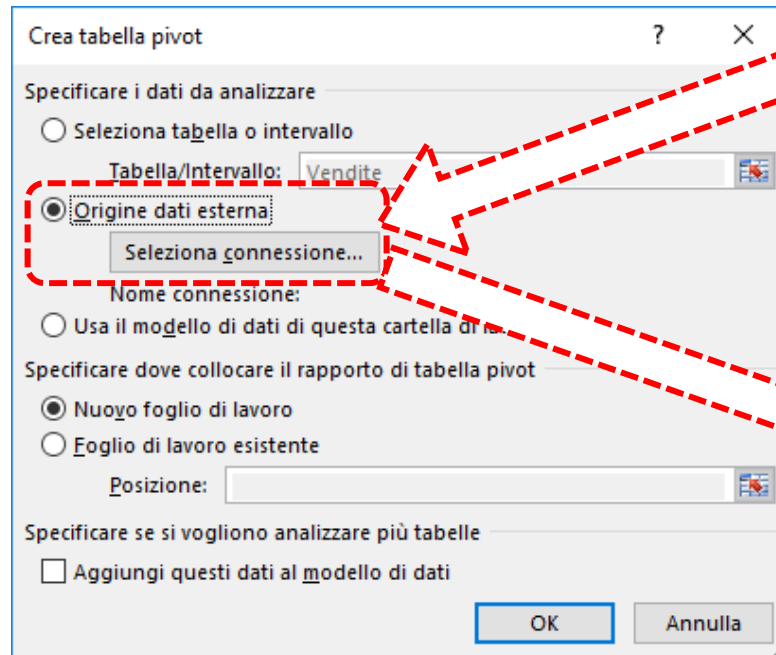 Crea tabella pivot ? ×
Specificare i dati da analizzare
Seleziona tabella o intervallo
Tabella/Intervallo: Vendite
Origine dati esterna
Seleziona connessione...
Nome connessione:
Usa il modello di dati di questa cartella di
Specificare dove collocare il rapporto di tabella pivot
Nuovo foglio di lavoro
Foglio di lavoro esistente
Posizione:
Specificare se si vogliono analizzare più tabelle
Aggiungi questi dati al modello di dati
OK Annulla